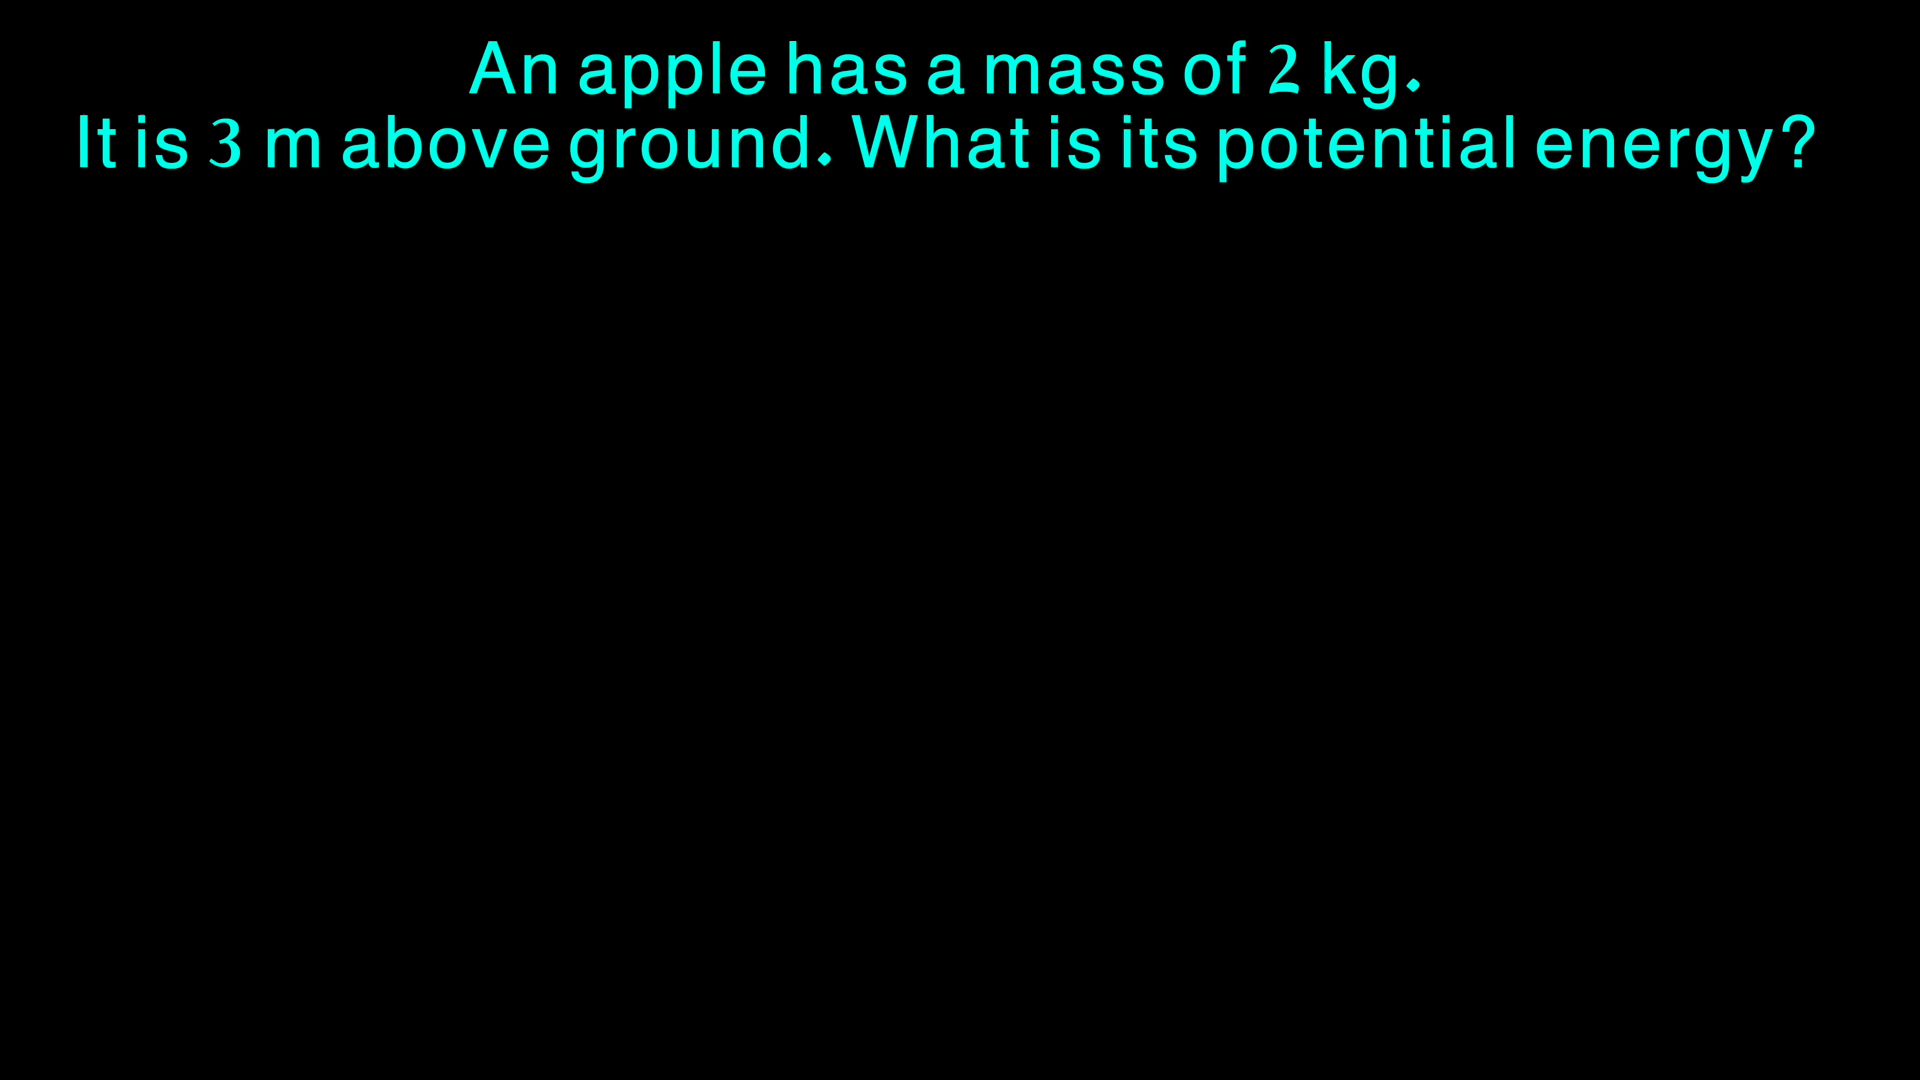 An apple has a mass of 2 kg.
It is 3 m above ground. What is its potential energy?